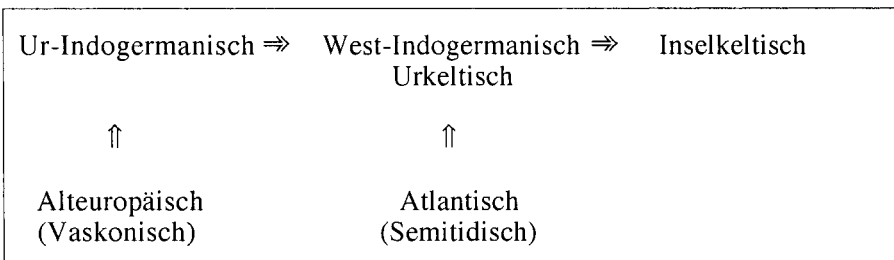 Ur-Indogermanisch ⇒ West-Indogermanisch ⇒ Inselkeltisch
Urkeltisch
⇑ ⇑
Alteuropäisch Atlantisch
(Vaskonisch) (Semitidisch)